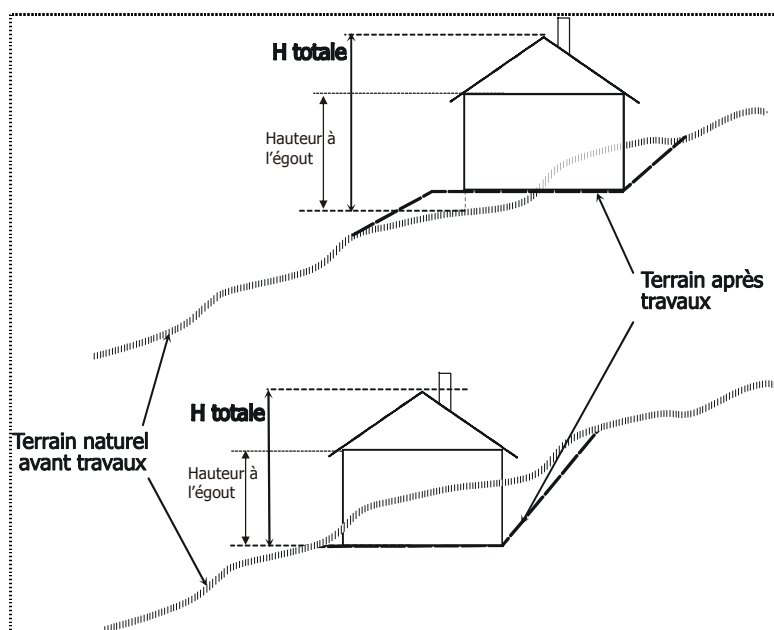 H totale
Hauteur à
l'égout
Terrain après
travaux
H totale
Terrain naturel
avant travaux
Hauteur à
l'égout